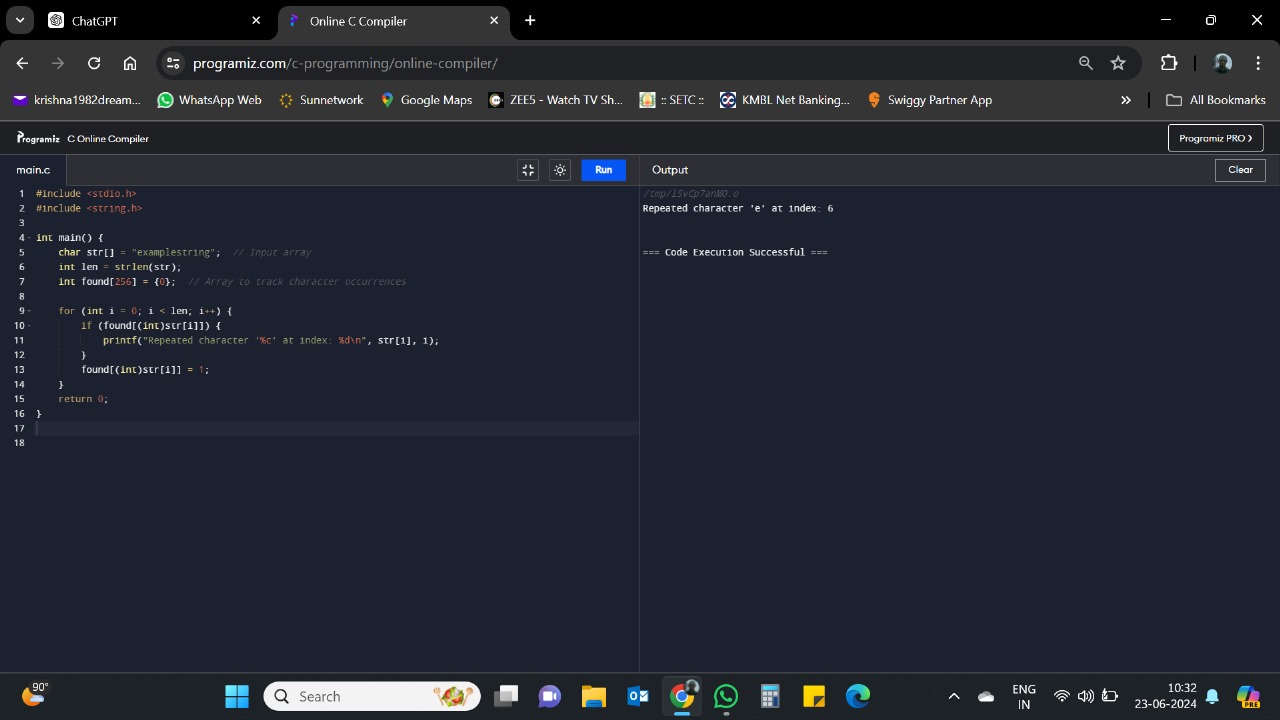 ChatGPT
Online C Compiler
programiz.com/c-programming/online-compiler/
krishna1982dream...
WhatsApp Web
Sunnetwork
Google Maps
ZEE5 - Watch TV Sh...
:: SETC ::
KMBL Net Banking...
Swiggy Partner App
»
All Bookmarks
Programiz C Online Compiler
Programiz PRO >
main.c
Run
Output
Clear
1 #include <stdio.h>
2 #include <string.h>
3
4 int main() {
5 char str[] = "examplestring"; // Input array
6 int len = strlen(str);
7 int found[256] = {0}; // Array to track character occurrences
8
9 for (int i = 0; i < len; i++) {
10 if (found[(int)str[i]]) {
11 printf("Repeated character '%c' at index: %d\n", str[i], i);
12 }
13 found[(int)str[i]] = 1;
14 }
15 return 0;
16 }
17
18
/tmp/l5vCp7anMO.o
Repeated character 'e' at index: 6
=== Code Execution Successful ===
90°
Search
ENG
IN
10:32
23-06-2024
PRE